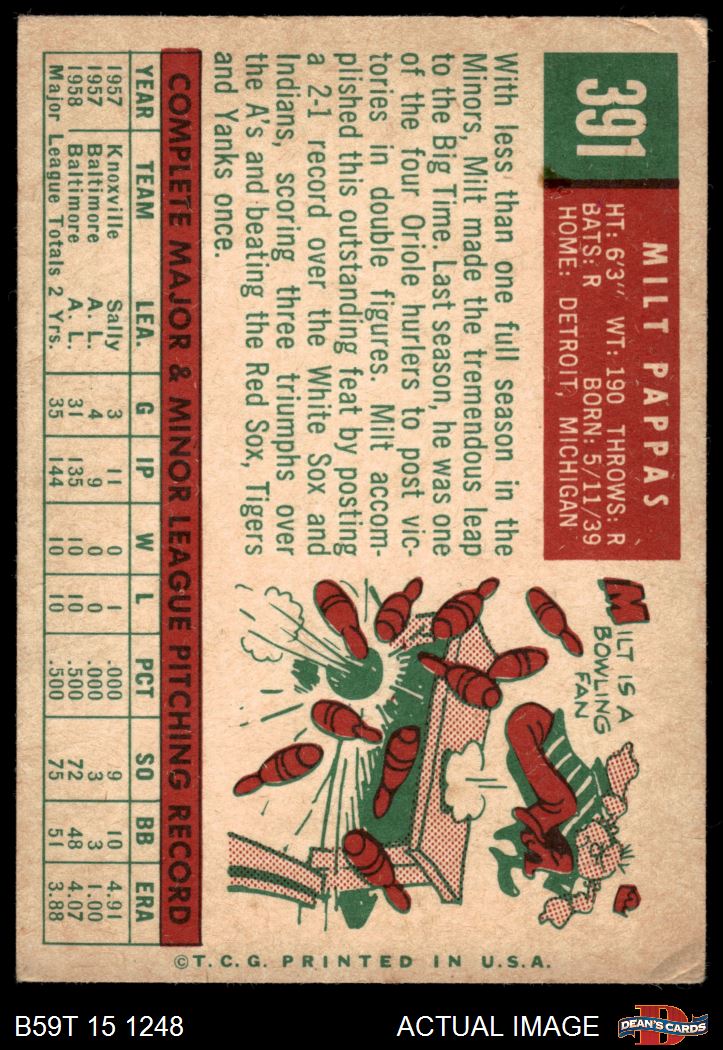 391
MILT PAPPAS
HT: 6'3" WT: 190 THROWS: R
BATS: R BORN: 5/11/39
HOME: DETROIT, MICHIGAN
With less than one full season in the
Minors, Milt made the tremendous leap
to the Big Time. Last season, he was one
of the four Oriole hurlers to post vic-
tories in double figures. Milt accom-
plished this outstanding feat by posting
a 2-1 record over the White Sox and
Indians, scoring three triumphs over
the A's and beating the Red Sox, Tigers
and Yanks once.
MILT IS A
BOWLING
FAN
COMPLETE MAJOR & MINOR LEAGUE PITCHING RECORD
YEAR TEAM LEA. G IP W L PCT SO BB ERA
1957 Knoxville Sally 3 11 0 1 .000 9 10 4.91
1957 Baltimore A. L. 4 9 0 0 .000 3 3 1.00
1958 Baltimore A. L. 31 135 10 10 .500 72 48 4.07
Major League Totals 2 Yrs. 35 144 10 10 .500 75 51 3.88
©T.C.G. PRINTED IN U.S.A.
B59T 15 1248
ACTUAL IMAGE
D
DEAN'S CARDS